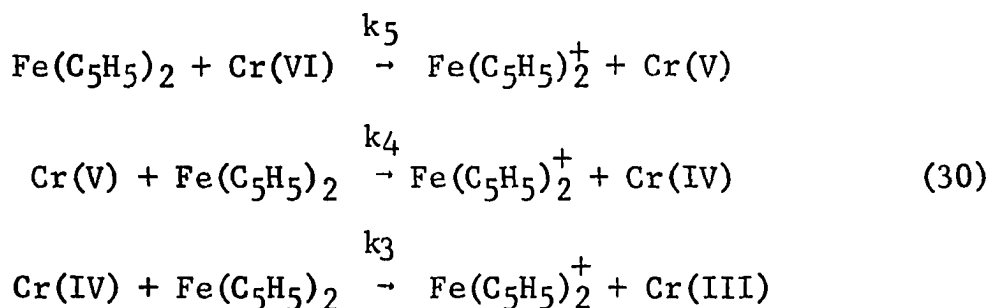 k5
Fe(C5H5)2 + Cr(VI) → Fe(C5H5)2+ + Cr(V)
k4
Cr(V) + Fe(C5H5)2 → Fe(C5H5)2+ + Cr(IV) (30)
k3
Cr(IV) + Fe(C5H5)2 → Fe(C5H5)2+ + Cr(III)